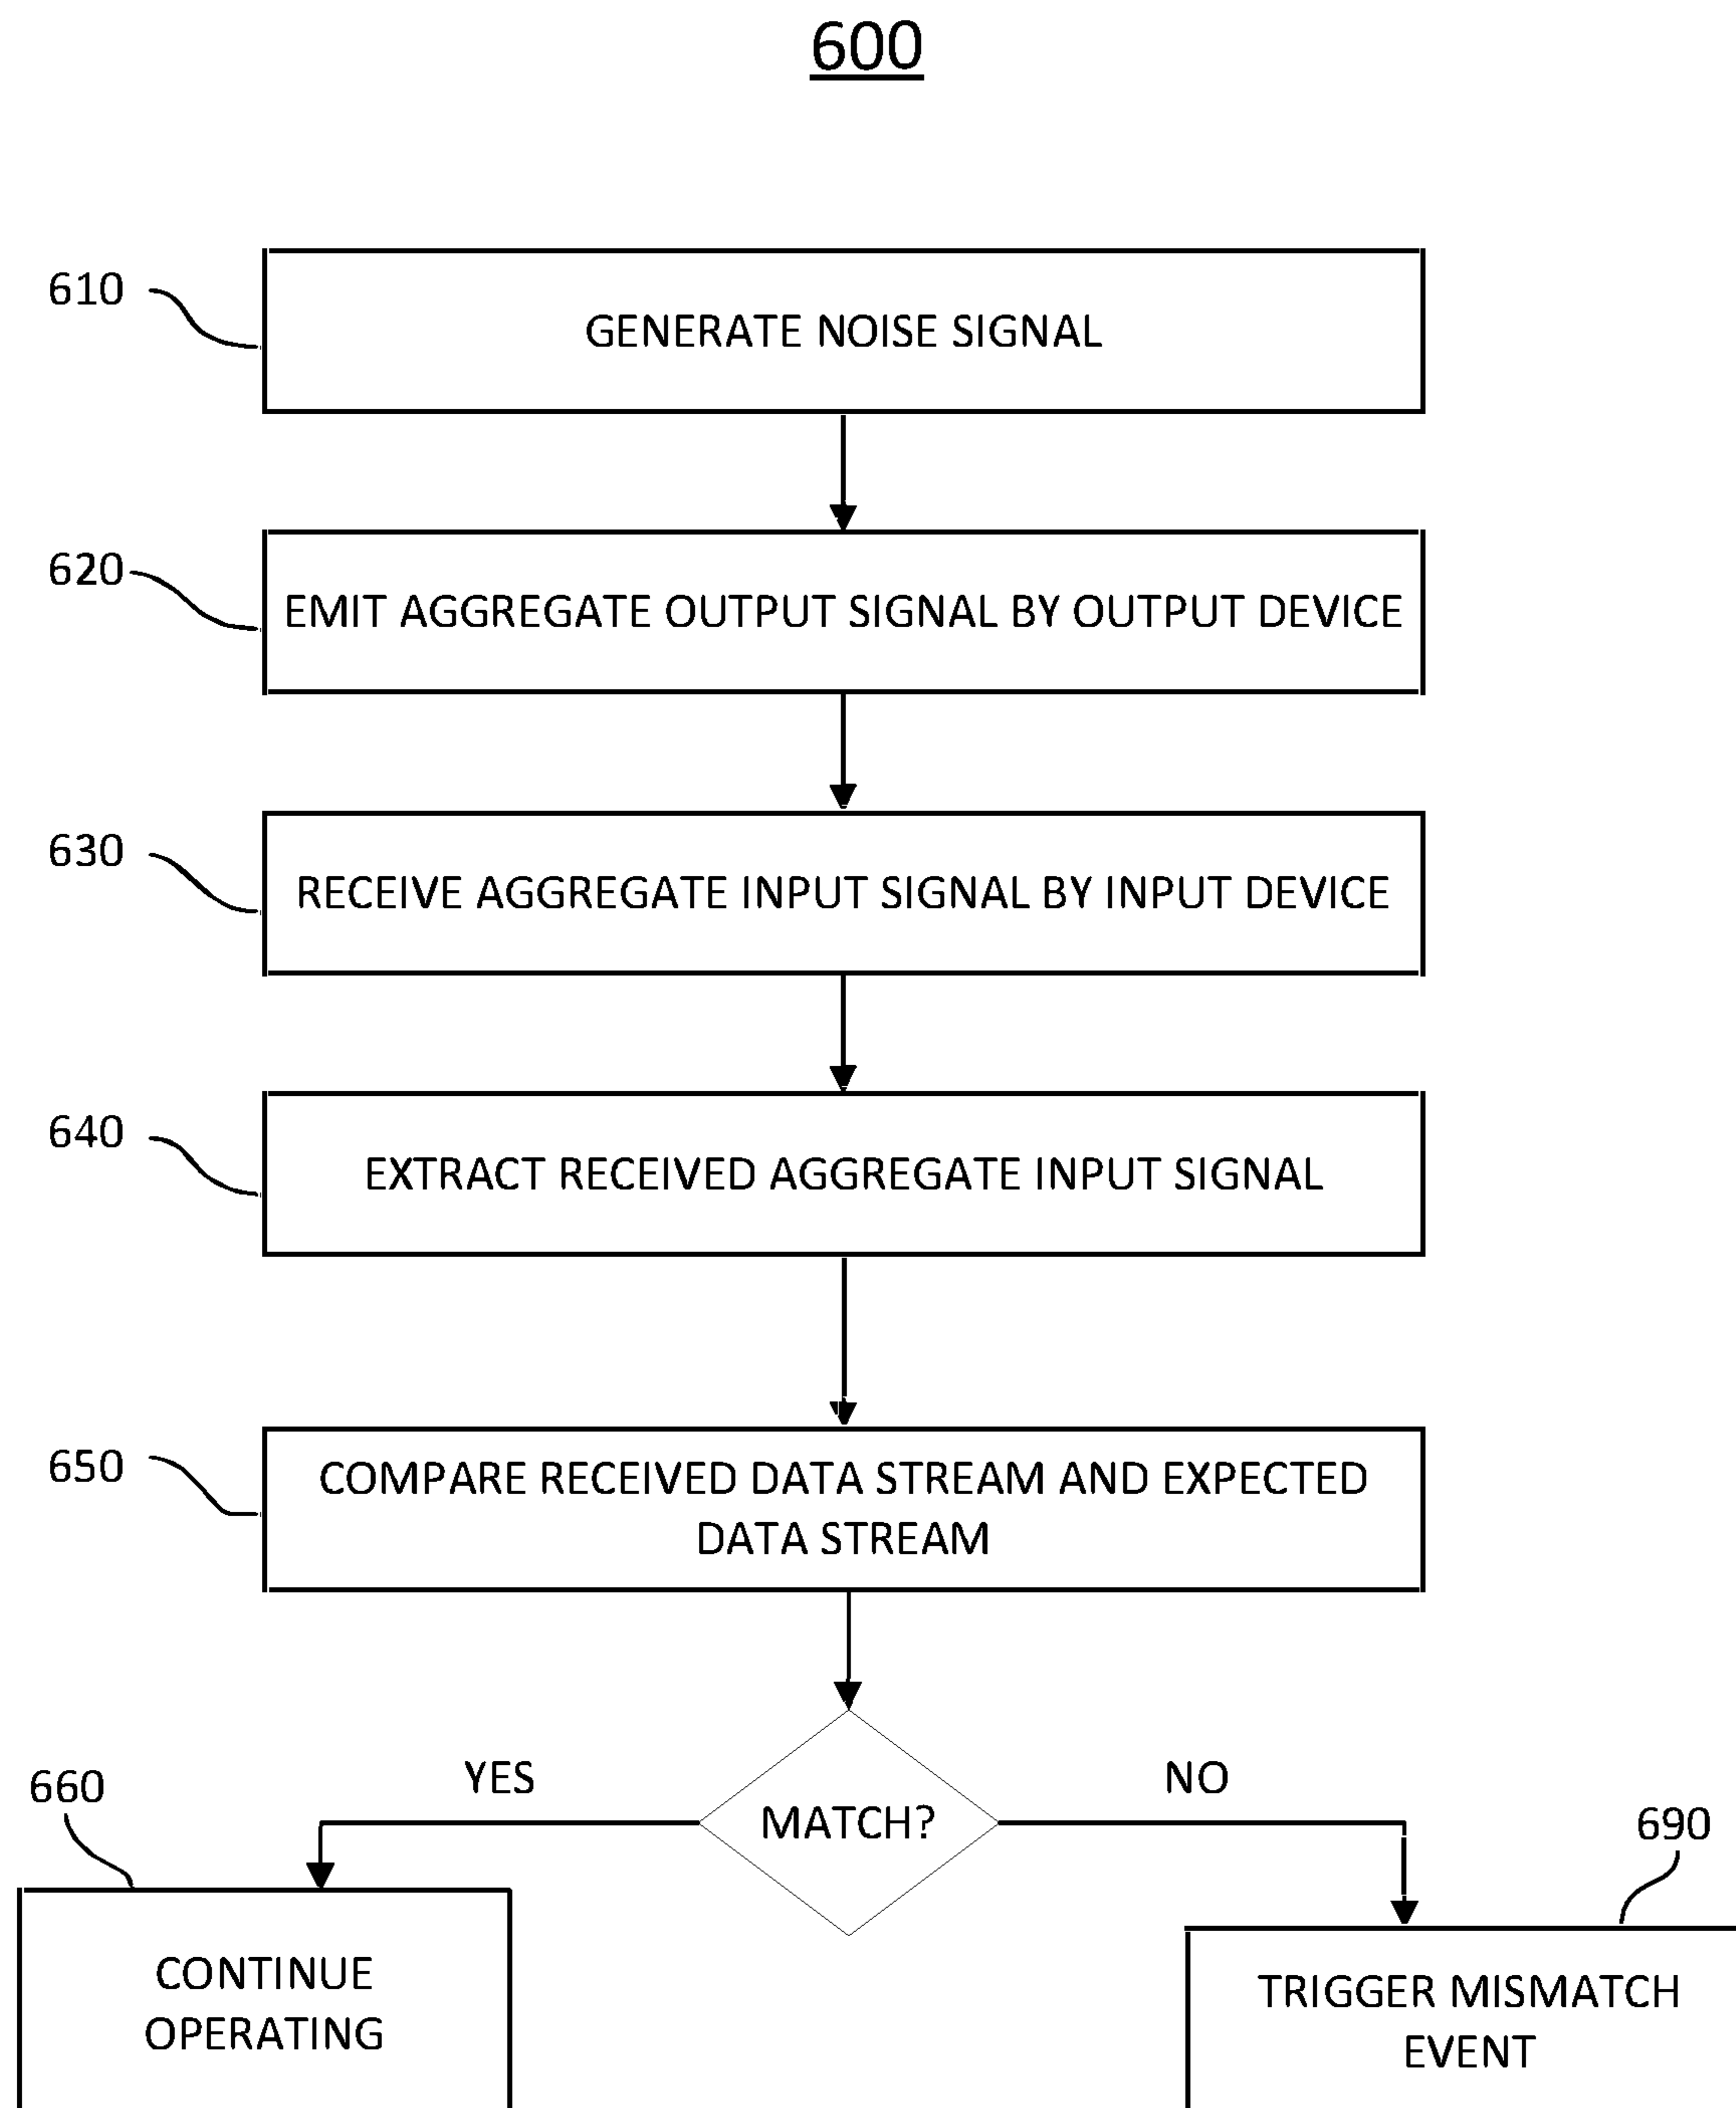 600
610
GENERATE NOISE SIGNAL
620
EMIT AGGREGATE OUTPUT SIGNAL BY OUTPUT DEVICE
630
RECEIVE AGGREGATE INPUT SIGNAL BY INPUT DEVICE
640
EXTRACT RECEIVED AGGREGATE INPUT SIGNAL
650
COMPARE RECEIVED DATA STREAM AND EXPECTED
DATA STREAM
MATCH?
YES
NO
660
CONTINUE
OPERATING
690
TRIGGER MISMATCH
EVENT